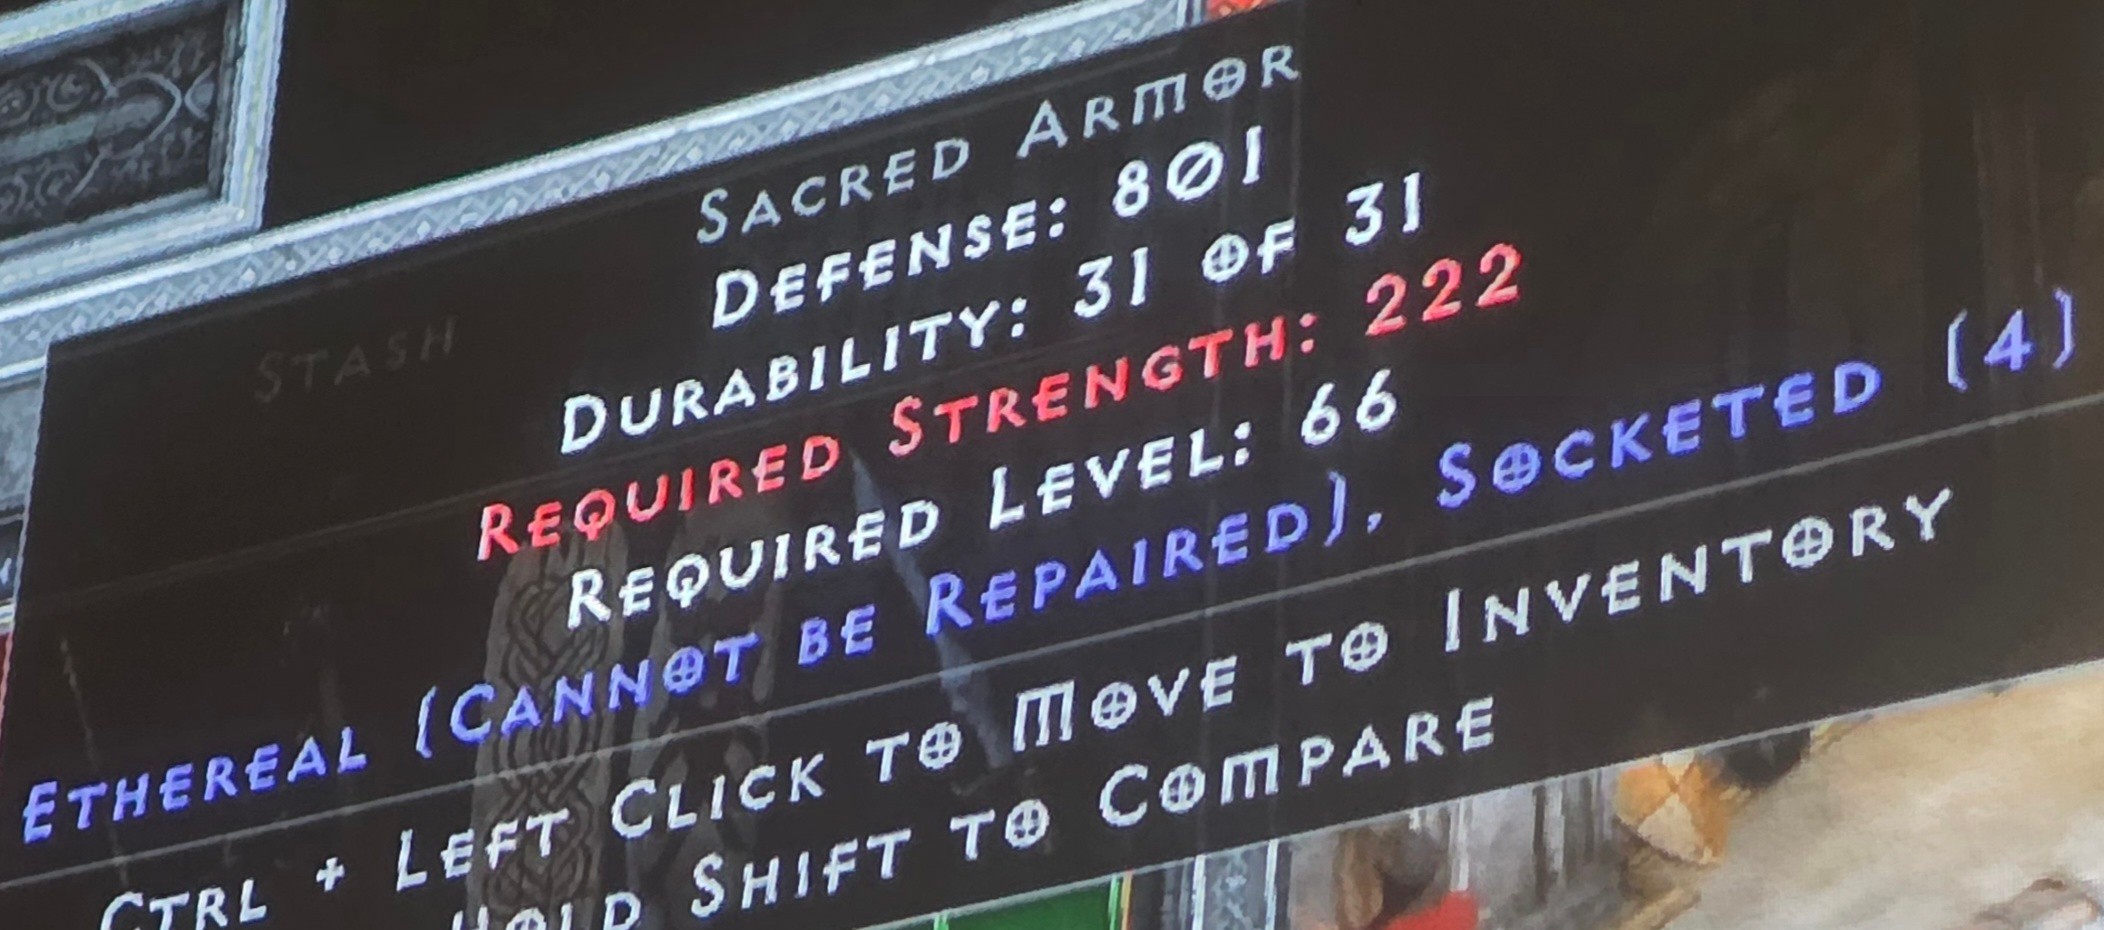 Sacred Armor
Defense: 801
Durability: 31 of 31
Required Strength: 222
Required Level: 66
Stash
Ethereal (Cannot be Repaired), Socketed (4)
Ctrl + Left Click to Move to Inventory
Hold Shift to Compare